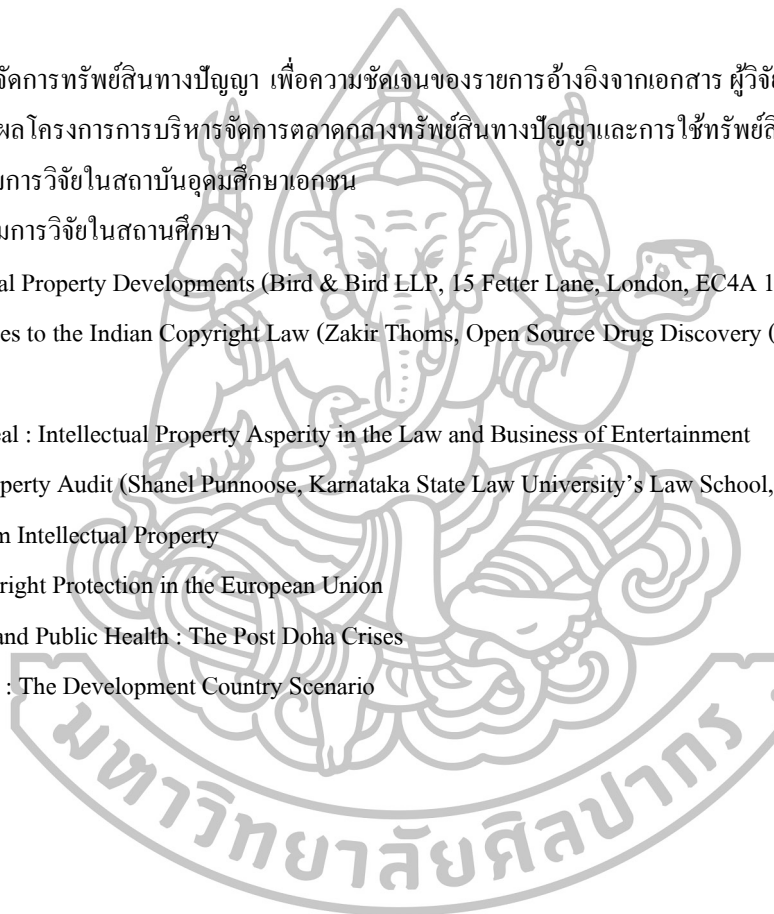 จัดการทรัพย์สินทางปัญญา เพื่อความชัดเจนของรายการอ้างอิงจากเอกสาร ผู้วิจัย
ผลโครงการการบริหารจัดการตลาดกลางทรัพย์สินทางปัญญาและการใช้ทรัพย์สิ
การวิจัยในสถาบันอุดมศึกษาเอกชน
มการวิจัยในสถานศึกษา
al Property Developments (Bird & Bird LLP, 15 Fetter Lane, London, EC4A 1
es to the Indian Copyright Law (Zakir Thoms, Open Source Drug Discovery (
eal : Intellectual Property Asperity in the Law and Business of Entertainment
perty Audit (Shanel Punnoose, Karnataka State Law University’s Law School,
m Intellectual Property
right Protection in the European Union
and Public Health : The Post Doha Crises
: The Development Country Scenario
มหาวิทยาลัยศิลปากร